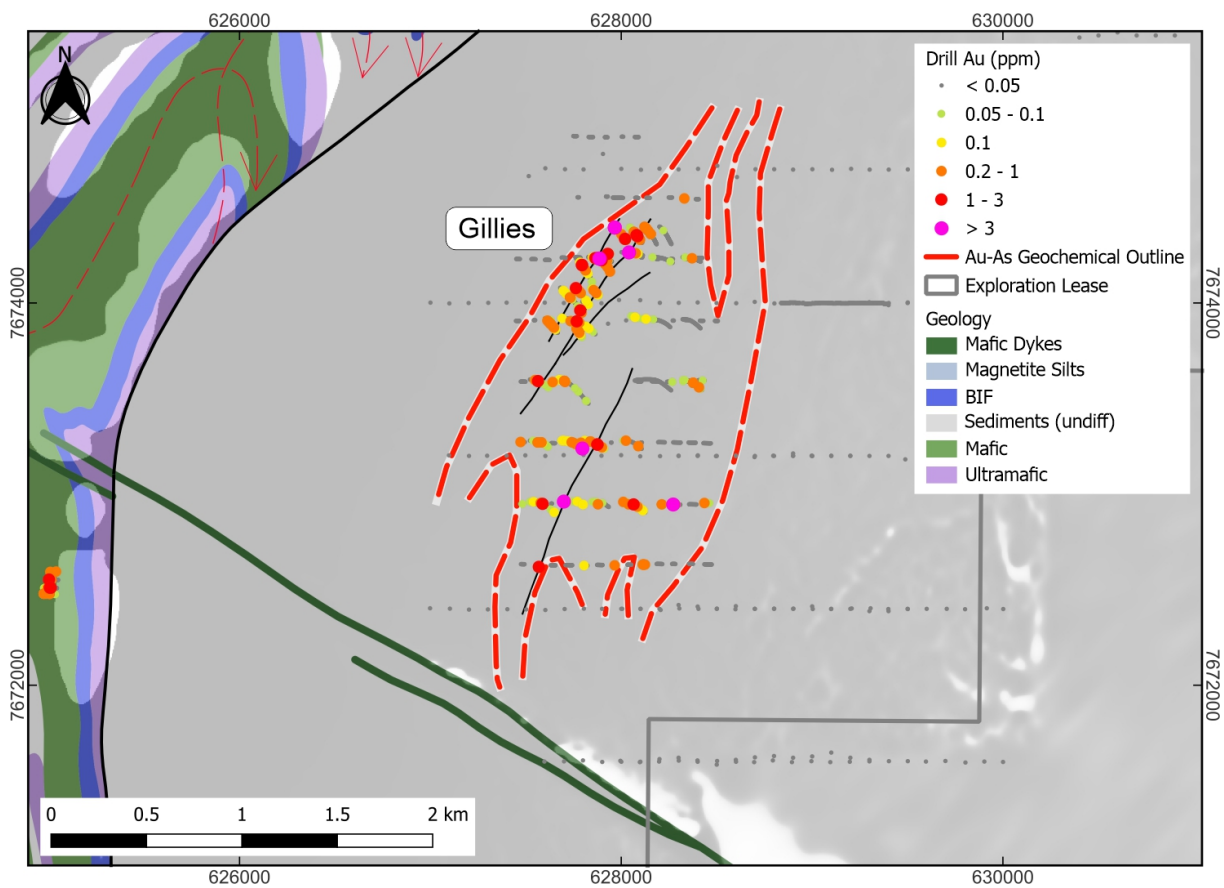 626000
628000
630000
N
Drill Au (ppm)
< 0.05
0.05 - 0.1
0.1
0.2 - 1
1 - 3
> 3
Au-As Geochemical Outline
Exploration Lease
Geology
Mafic Dykes
Magnetite Silts
BIF
Sediments (undiff)
Mafic
Ultramafic
Gillies
7674000
7674000
7672000
7672000
0 0.5 1 1.5 2 km
626000
628000
630000